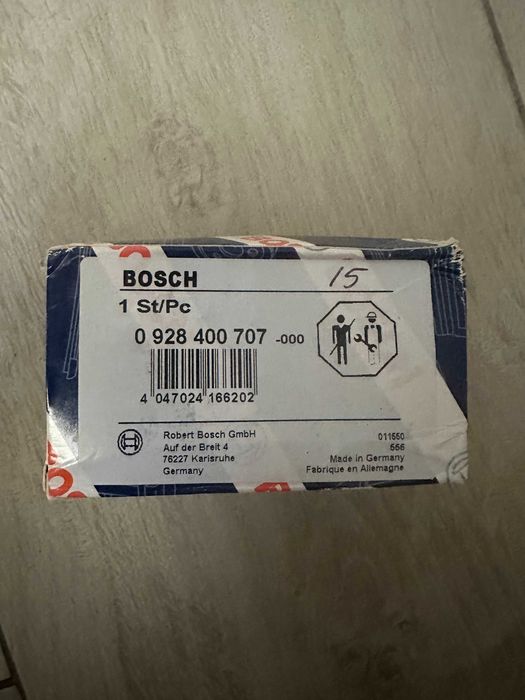 BOSCH
15
1 St/Pc
0 928 400 707 -000
4 047024 166202
Robert Bosch GmbH
Auf der Breit 4
76227 Karlsruhe
Germany
011550
556
Made in Germany
Fabrique en Allemagne